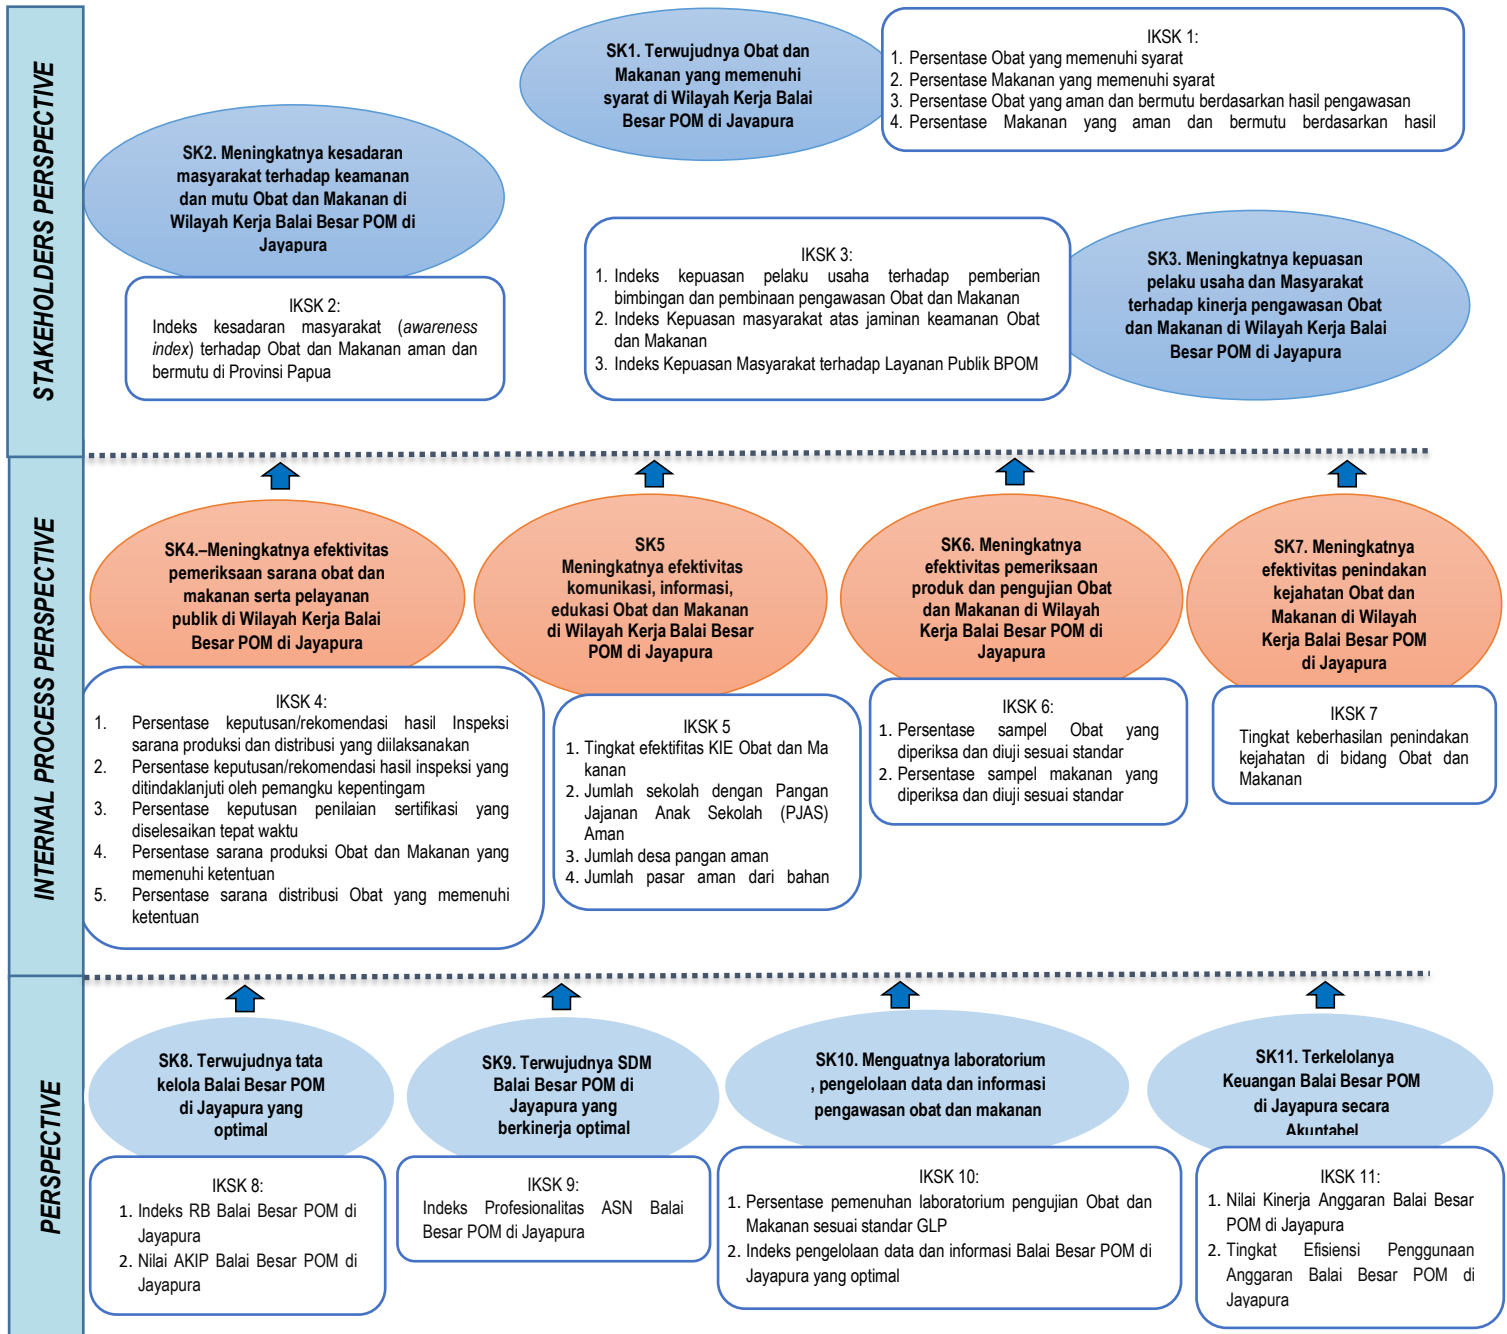 STAKEHOLDERS PERSPECTIVE
SK1. Terwujudnya Obat dan
Makanan yang memenuhi
syarat di Wilayah Kerja Balai
Besar POM di Jayapura
IKSK 1:
1. Persentase Obat yang memenuhi syarat
2. Persentase Makanan yang memenuhi syarat
3. Persentase Obat yang aman dan bermutu berdasarkan hasil pengawasan
4. Persentase Makanan yang aman dan bermutu berdasarkan hasil
SK2. Meningkatnya kesadaran
masyarakat terhadap keamanan
dan mutu Obat dan Makanan di
Wilayah Kerja Balai Besar POM di
Jayapura
IKSK 2:
Indeks kesadaran masyarakat (awareness
index) terhadap Obat dan Makanan aman dan
bermutu di Provinsi Papua
IKSK 3:
1. Indeks kepuasan pelaku usaha terhadap pemberian
bimbingan dan pembinaan pengawasan Obat dan Makanan
2. Indeks Kepuasan masyarakat atas jaminan keamanan Obat
dan Makanan
3. Indeks Kepuasan Masyarakat terhadap Layanan Publik BPOM
SK3. Meningkatnya kepuasan
pelaku usaha dan Masyarakat
terhadap kinerja pengawasan Obat
dan Makanan di Wilayah Kerja Balai
Besar POM di Jayapura
INTERNAL PROCESS PERSPECTIVE
SK4.–Meningkatnya efektivitas
pemeriksaan sarana obat dan
makanan serta pelayanan
publik di Wilayah Kerja Balai
Besar POM di Jayapura
IKSK 4:
1. Persentase keputusan/rekomendasi hasil Inspeksi
sarana produksi dan distribusi yang diilaksanakan
2. Persentase keputusan/rekomendasi hasil inspeksi yang
ditindaklanjuti oleh pemangku kepentingam
3. Persentase keputusan penilaian sertifikasi yang
diselesaikan tepat waktu
4. Persentase sarana produksi Obat dan Makanan yang
memenuhi ketentuan
5. Persentase sarana distribusi Obat yang memenuhi
ketentuan
SK5
Meningkatnya efektivitas
komunikasi, informasi,
edukasi Obat dan Makanan
di Wilayah Kerja Balai Besar
POM di Jayapura
IKSK 5
1. Tingkat efektifitas KIE Obat dan Ma
kanan
2. Jumlah sekolah dengan Pangan
Jajanan Anak Sekolah (PJAS)
Aman
3. Jumlah desa pangan aman
4. Jumlah pasar aman dari bahan
SK6. Meningkatnya
efektivitas pemeriksaan
produk dan pengujian Obat
dan Makanan di Wilayah
Kerja Balai Besar POM di
Jayapura
IKSK 6:
1. Persentase sampel Obat yang
diperiksa dan diuji sesuai standar
2. Persentase sampel makanan yang
diperiksa dan diuji sesuai standar
SK7. Meningkatnya
efektivitas penindakan
kejahatan Obat dan
Makanan di Wilayah
Kerja Balai Besar POM
di Jayapura
IKSK 7
Tingkat keberhasilan penindakan
kejahatan di bidang Obat dan
Makanan
PERSPECTIVE
SK8. Terwujudnya tata
kelola Balai Besar POM
di Jayapura yang
optimal
IKSK 8:
1. Indeks RB Balai Besar POM di
Jayapura
2. Nilai AKIP Balai Besar POM di
Jayapura
SK9. Terwujudnya SDM
Balai Besar POM di
Jayapura yang
berkinerja optimal
IKSK 9:
Indeks Profesionalitas ASN Balai
Besar POM di Jayapura
SK10. Menguatnya laboratorium
, pengelolaan data dan informasi
pengawasan obat dan makanan
IKSK 10:
1. Persentase pemenuhan laboratorium pengujian Obat dan
Makanan sesuai standar GLP
2. Indeks pengelolaan data dan informasi Balai Besar POM di
Jayapura yang optimal
SK11. Terkelolanya
Keuangan Balai Besar POM
di Jayapura secara
Akuntabel
IKSK 11:
1. Nilai Kinerja Anggaran Balai Besar
POM di Jayapura
2. Tingkat Efisiensi Penggunaan
Anggaran Balai Besar POM di
Jayapura